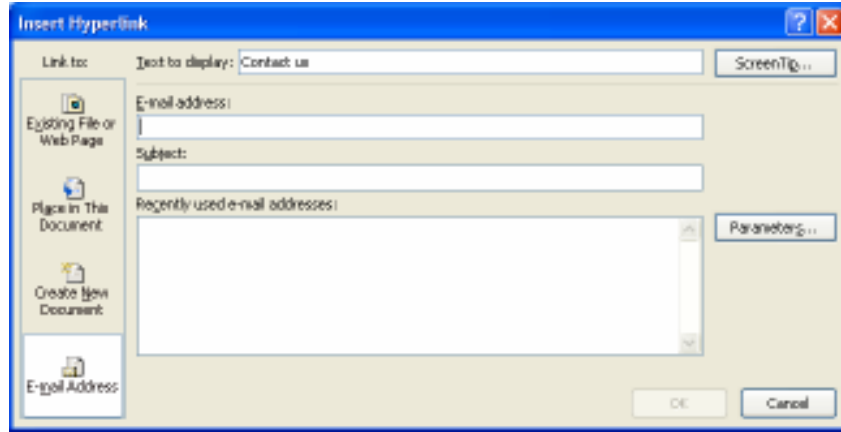 Insert Hyperlink
Link to:
Text to display: Contact us
ScreenTip...
Existing File or
Web Page
E-mail address:
Subject:
Place in This
Document
Recently used e-mail addresses:
Parameters...
Create New
Document
E-mail Address
OK
Cancel